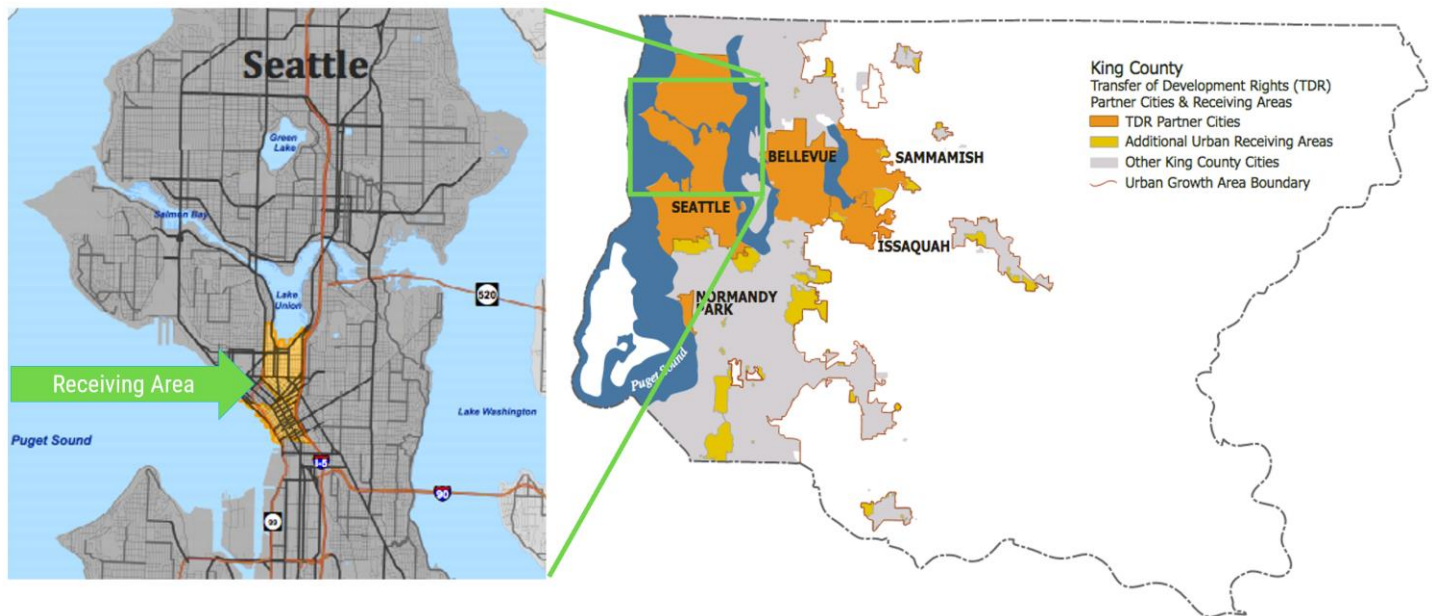 Seattle
Green
Lake
Salmon Bay
Lake
Union
520
Receiving Area
Lake Washington
Puget Sound
I-5
90
99
King County
Transfer of Development Rights (TDR)
Partner Cities & Receiving Areas
TDR Partner Cities
Additional Urban Receiving Areas
Other King County Cities
Urban Growth Area Boundary
BELLEVUE
SAMMAMISH
SEATTLE
ISSAQUAH
NORMANDY
PARK
Puget Sound